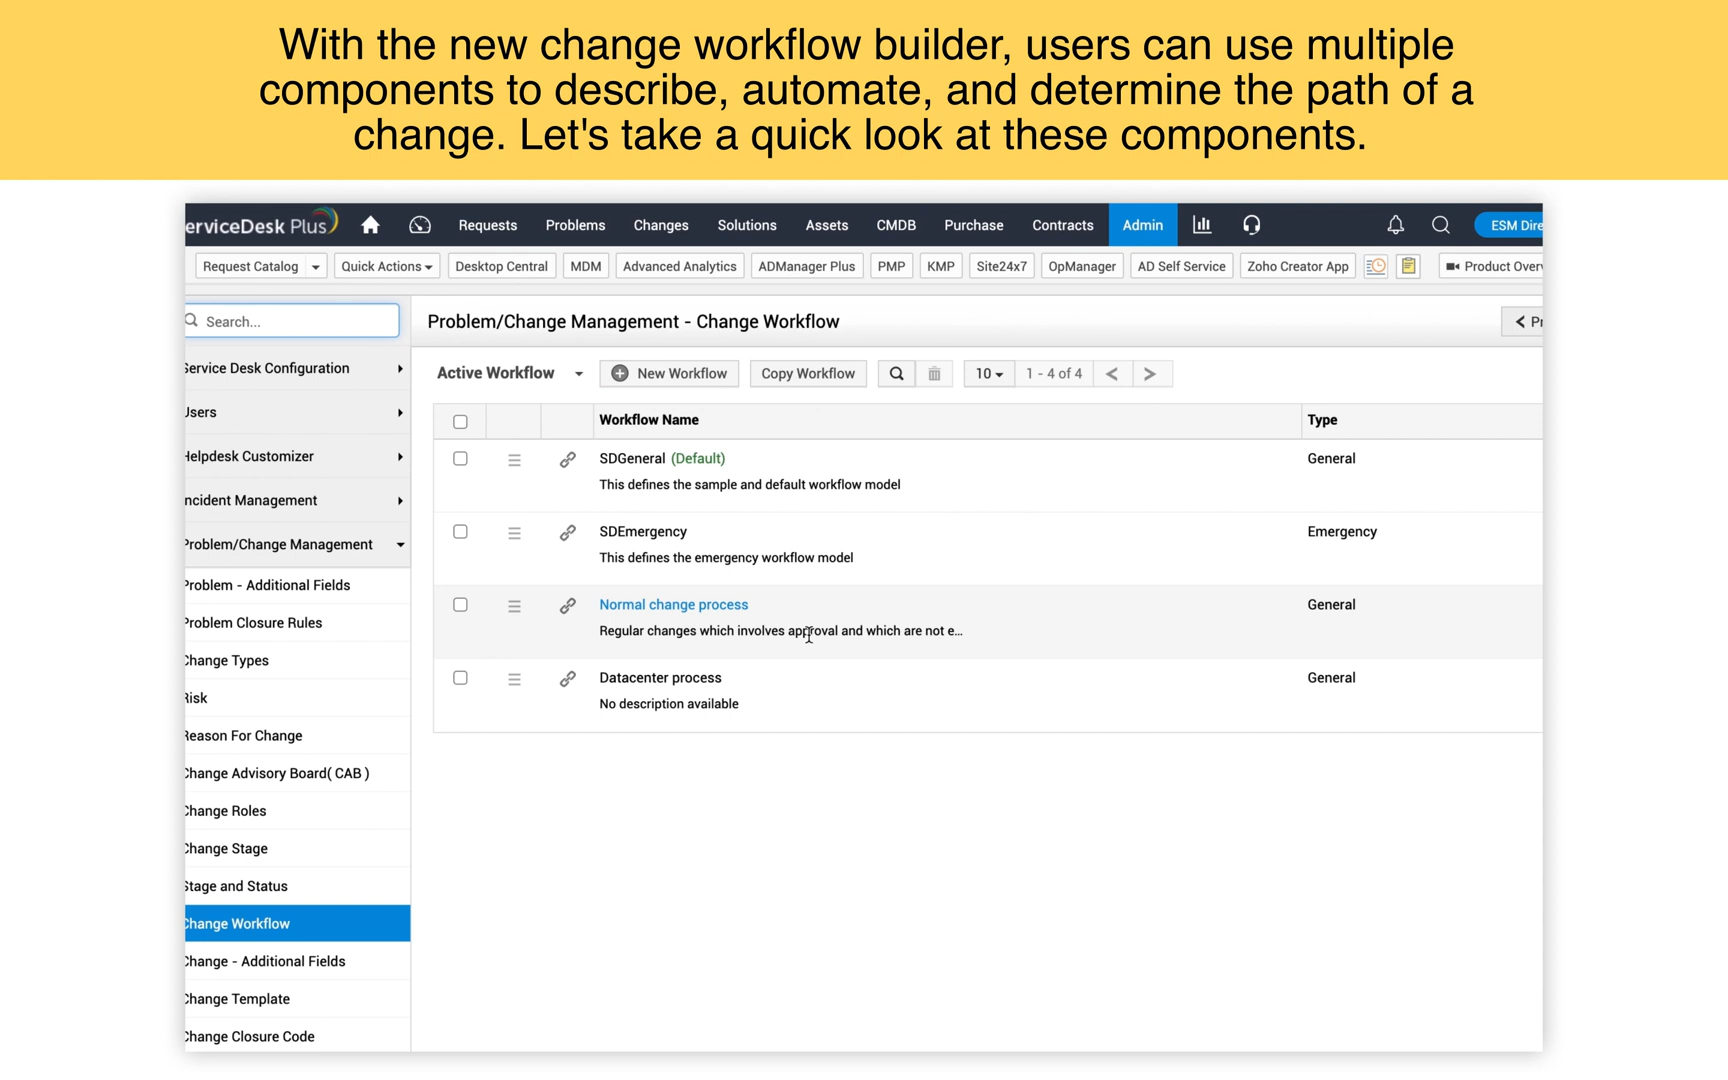 With the new change workflow builder, users can use multiple
components to describe, automate, and determine the path of a
change. Let's take a quick look at these components.
erviceDesk Plus Requests Problems Changes Solutions Assets CMDB Purchase Contracts Admin ESM Dire
Request Catalog Quick Actions Desktop Central MDM Advanced Analytics ADManager Plus PMP KMP Site24x7 OpManager AD Self Service Zoho Creator App Product Over
Search...
Problem/Change Management - Change Workflow
Service Desk Configuration
Users
Helpdesk Customizer
Incident Management
Problem/Change Management
Problem - Additional Fields
Problem Closure Rules
Change Types
Risk
Reason For Change
Change Advisory Board( CAB )
Change Roles
Change Stage
Stage and Status
Change Workflow
Change - Additional Fields
Change Template
Change Closure Code
Active Workflow New Workflow Copy Workflow 10 1 - 4 of 4
Workflow Name Type
SDGeneral (Default) General
This defines the sample and default workflow model
SDEmergency Emergency
This defines the emergency workflow model
Normal change process General
Regular changes which involves approval and which are not e...
Datacenter process General
No description available